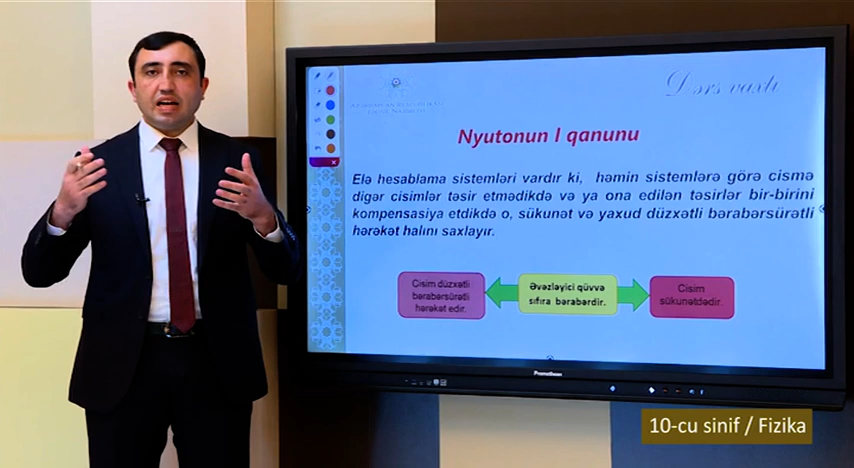 Dərs vaxtı
Nyutonun I qanunu
Elə hesablama sistemləri vardır ki, həmin sistemlərə görə cismə
digər cisimlər təsir etmədikdə və ya ona edilən təsirlər bir-birini
kompensasiya etdikdə o, sükunət və yaxud düzxətli bərabərsürətli
hərəkət halını saxlayır.
Cisim düzxətli
bərabərsürətli
hərəkət edir.
Əvəzləyici qüvvə
sıfıra bərabərdir.
Cisim
sükunətdədir.
Promethean
10-cu sinif / Fizika